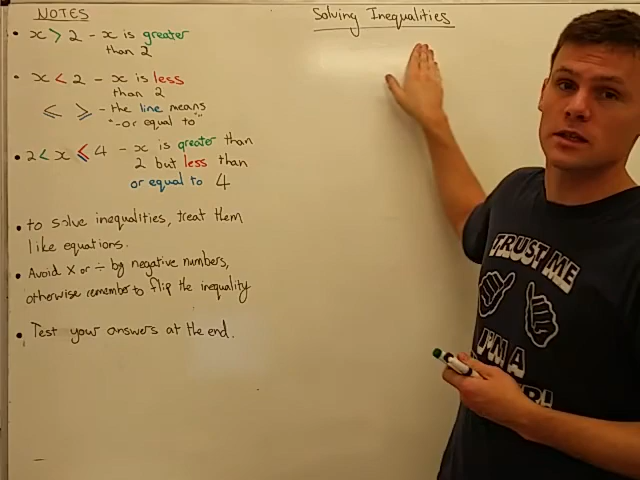 NOTES
• x > 2 - x is greater
than 2
• x < 2 - x is less
than 2
≤ ≥ - the line means
"-or equal to"
• 2 < x ≤ 4 - x is greater than
2 but less than
or equal to 4
• to solve inequalities, treat them
like equations.
• Avoid × or ÷ by negative numbers,
otherwise remember to flip the inequality
• Test your answers at the end.
Solving Inequalities
TRUST ME
I'M A